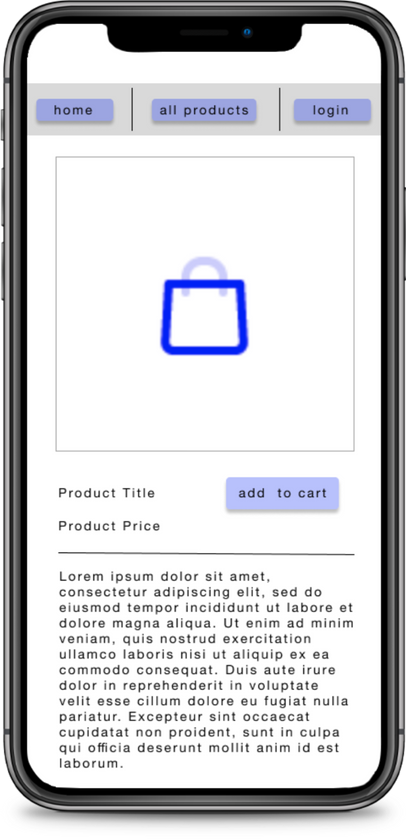 home all products login
Product Title add to cart
Product Price
Lorem ipsum dolor sit amet,
consectetur adipiscing elit, sed do
eiusmod tempor incididunt ut labore et
dolore magna aliqua. Ut enim ad minim
veniam, quis nostrud exercitation
ullamco laboris nisi ut aliquip ex ea
commodo consequat. Duis aute irure
dolor in reprehenderit in voluptate
velit esse cillum dolore eu fugiat nulla
pariatur. Excepteur sint occaecat
cupidatat non proident, sunt in culpa
qui officia deserunt mollit anim id est
laborum.